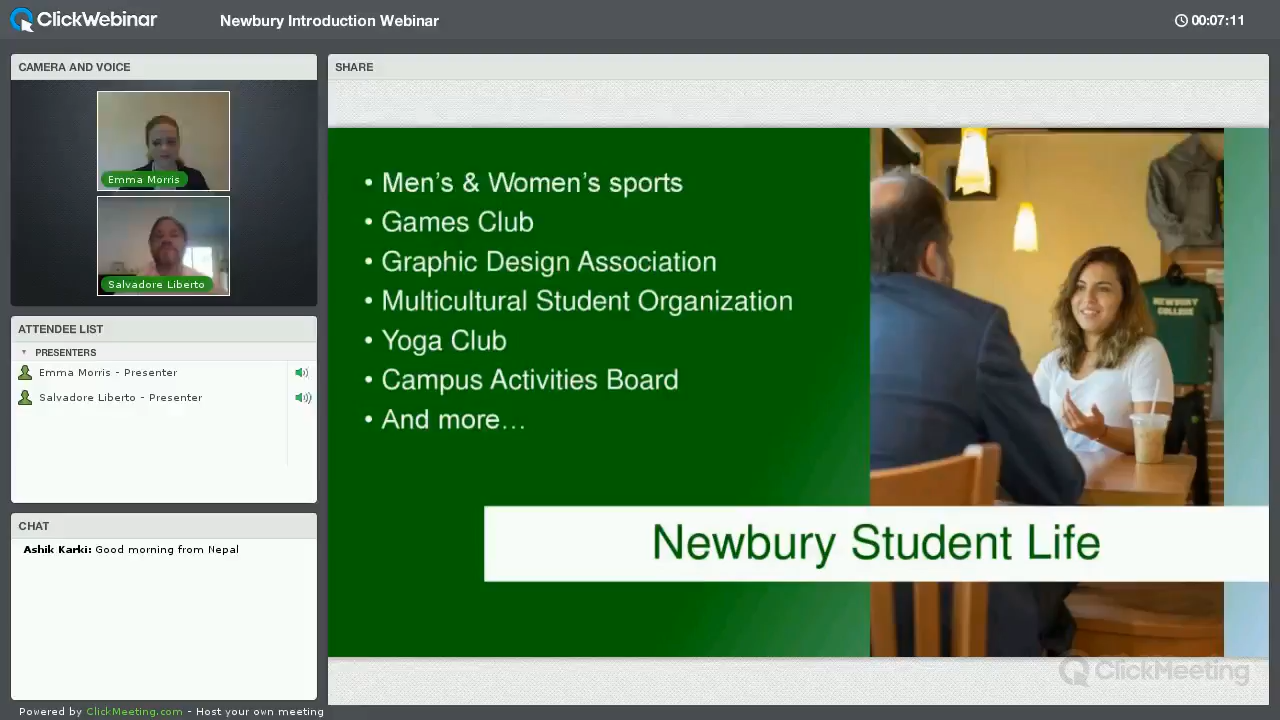 ClickWebinar
Newbury Introduction Webinar
00:07:11
CAMERA AND VOICE
Emma Morris
Salvadore Liberto
ATTENDEE LIST
PRESENTERS
Emma Morris - Presenter
Salvadore Liberto - Presenter
CHAT
Ashik Karki: Good morning from Nepal
Powered by ClickMeeting.com - Host your own meeting
SHARE
• Men's & Women's sports
• Games Club
• Graphic Design Association
• Multicultural Student Organization
• Yoga Club
• Campus Activities Board
• And more…
NEWBURY
COLLEGE
Newbury Student Life
ClickMeeting